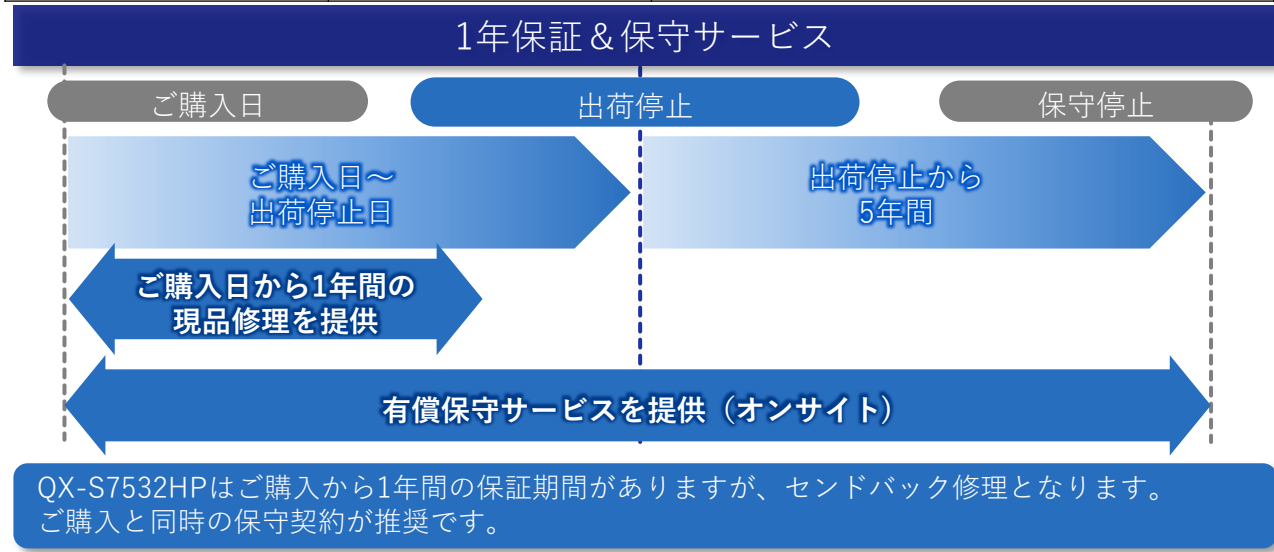 1年保証＆保守サービス
ご購入日
出荷停止
保守停止
ご購入日～
出荷停止日
出荷停止から
5年間
ご購入日から1年間の
現品修理を提供
有償保守サービスを提供（オンサイト）
QX-S7532HPはご購入から1年間の保証期間がありますが、センドバック修理となります。
ご購入と同時の保守契約が推奨です。